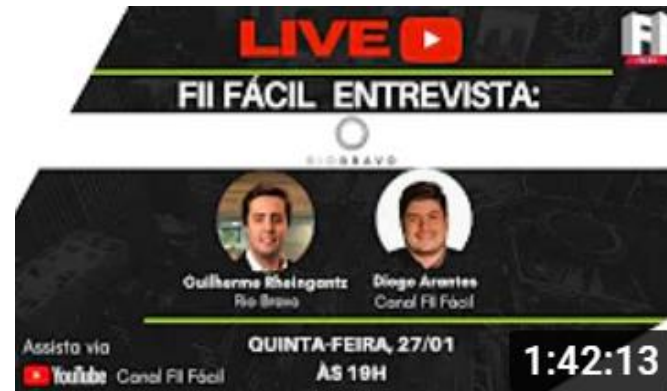 LIVE
FI
FII FÁCIL ENTREVISTA:
RIO BRAVO
Guilherme Rheingantz
Rio Bravo
Diogo Arantes
Canal FII Fácil
Assista via
YouTube Canal FII Fácil
QUINTA-FEIRA, 27/01
ÀS 19H
1:42:13